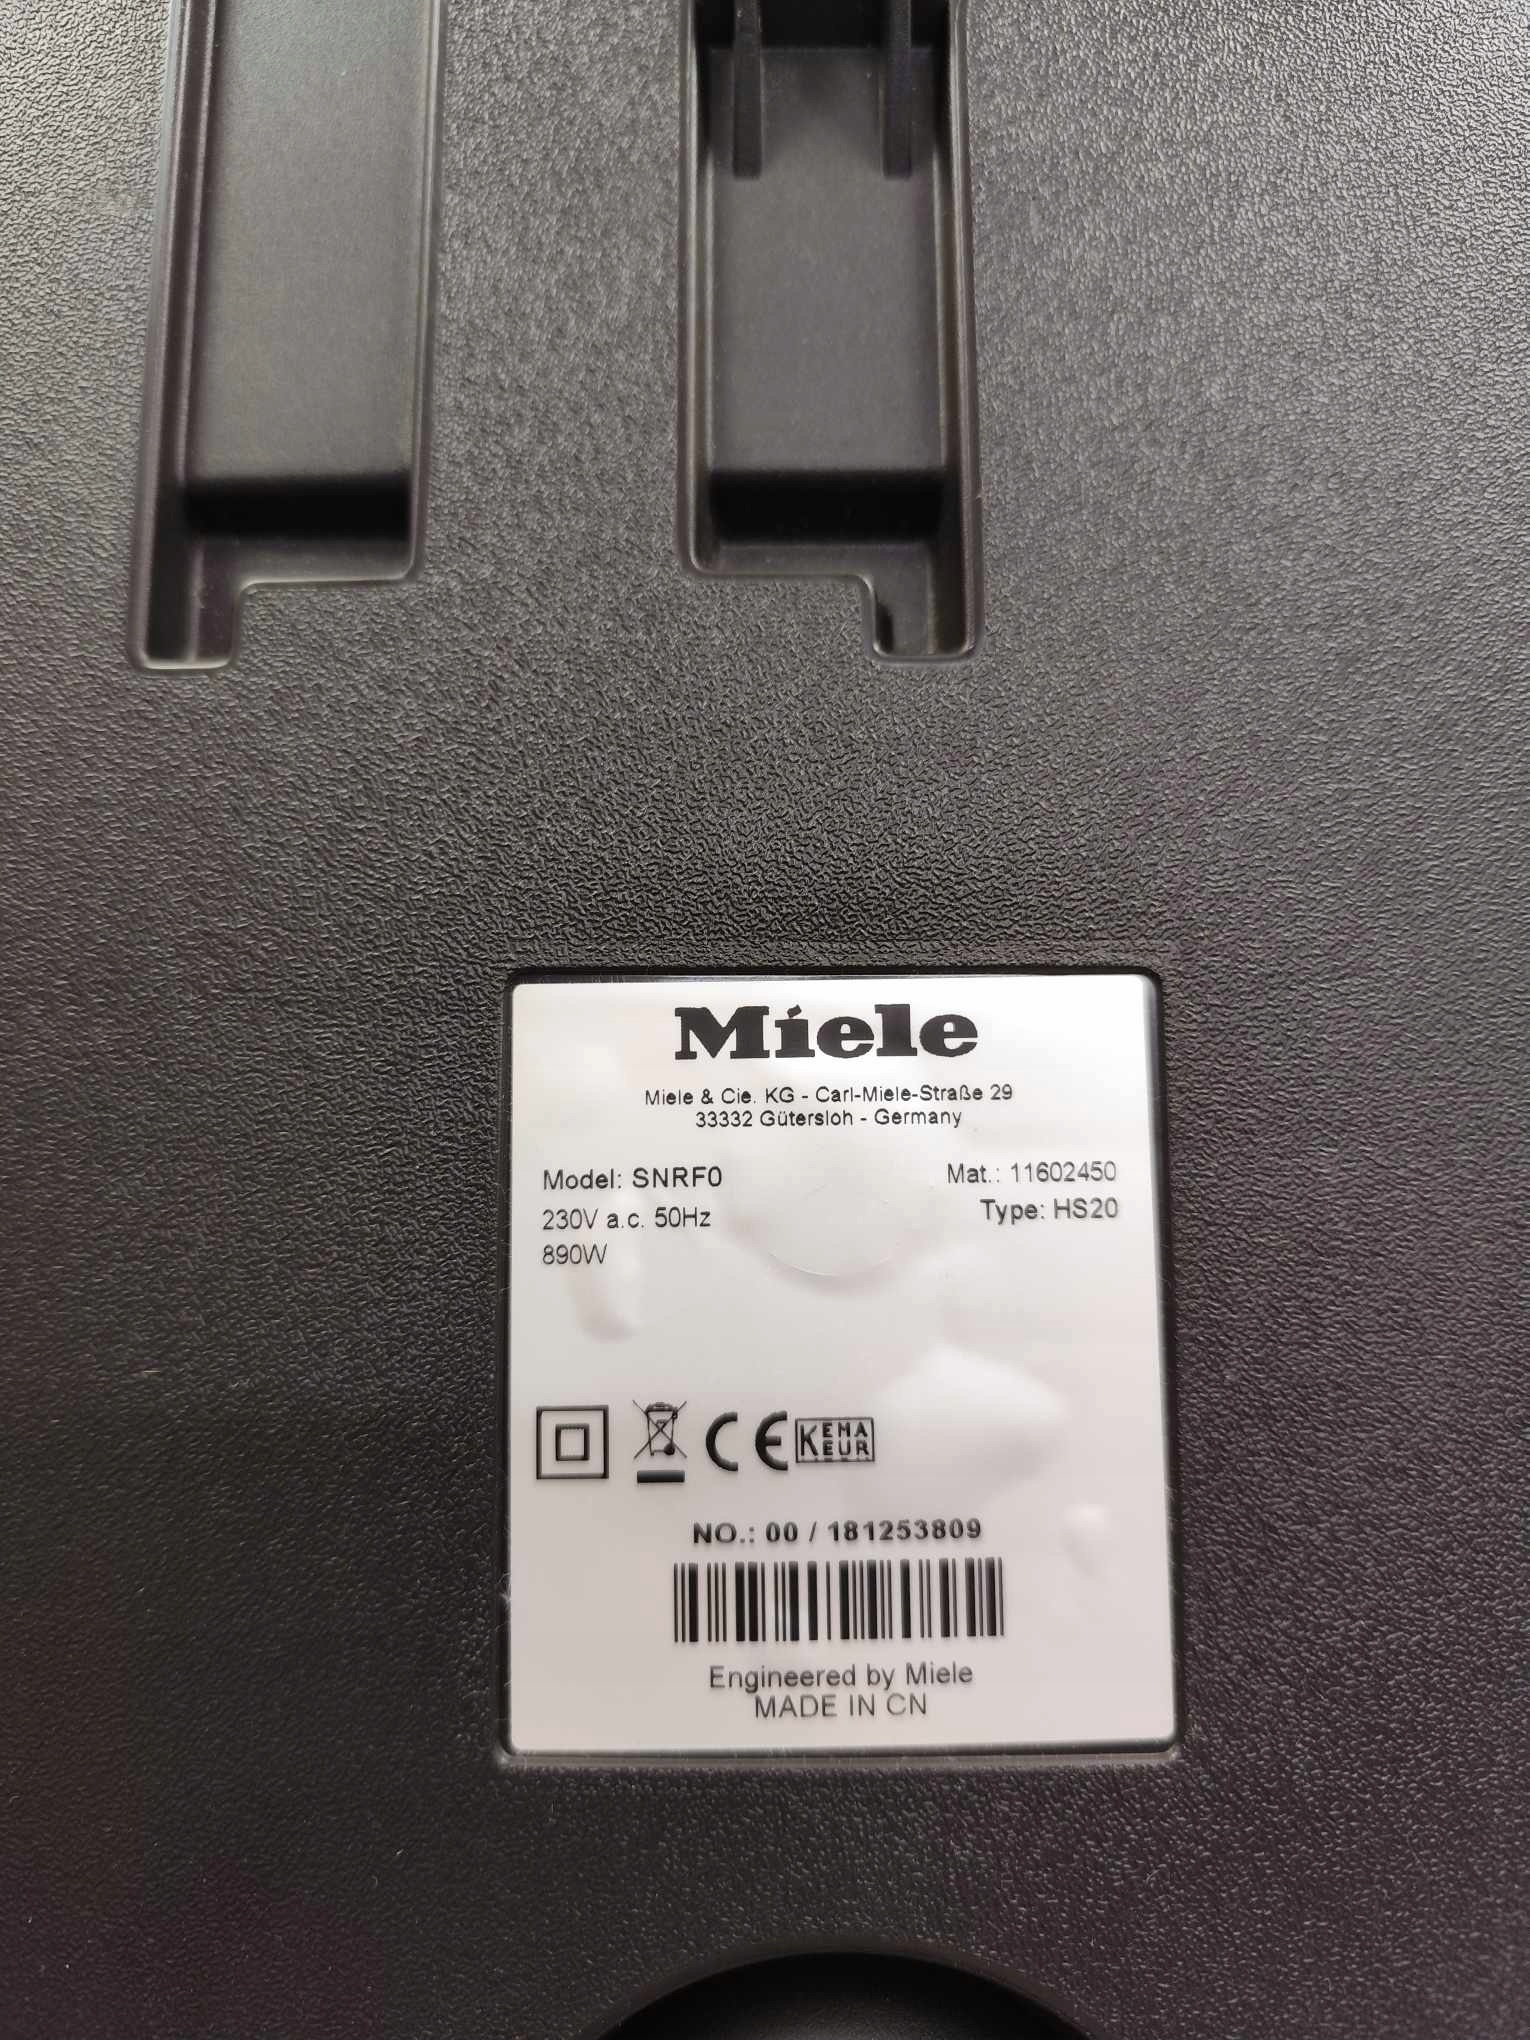 Miele
Miele & Cie. KG - Carl-Miele-Straße 29
33332 Gütersloh - Germany
Model: SNRF0 Mat.: 11602450
230V a.c. 50Hz Type: HS20
890W
CE KEMA EUR
NO.: 00 / 181253809
Engineered by Miele
MADE IN CN